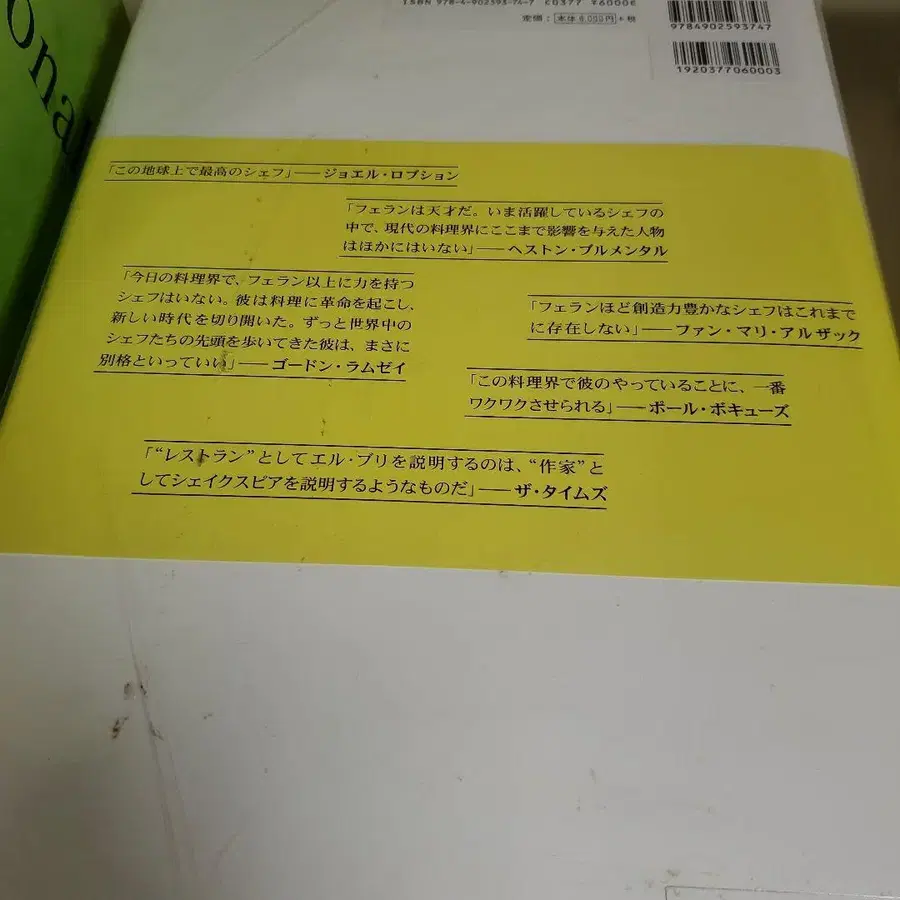 ona
ISBN 978-4-902593-74-7 C0377 ¥6000E
定価：本体6,000円+税
9784902593747
1920377060003
「この地球上で最高のシェフ」──ジョエル・ロブション
「フェランは天才だ。いま活躍しているシェフの
中で、現代の料理界にここまで影響を与えた人物
はほかにはいない」──ヘストン・ブルメンタル
「今日の料理界で、フェラン以上に力を持つ
シェフはいない。彼は料理に革命を起こし、
新しい時代を切り開いた。ずっと世界中の
シェフたちの先頭を歩いてきた彼は、まさに
別格といっていい」──ゴードン・ラムゼイ
「フェランほど創造力豊かなシェフはこれまで
に存在しない」──ファン・マリ・アルザック
「この料理界で彼のやっていることに、一番
ワクワクさせられる」──ポール・ボキューズ
「“レストラン”としてエル・ブリを説明するのは、“作家”と
してシェイクスピアを説明するようなものだ」──ザ・タイムズ